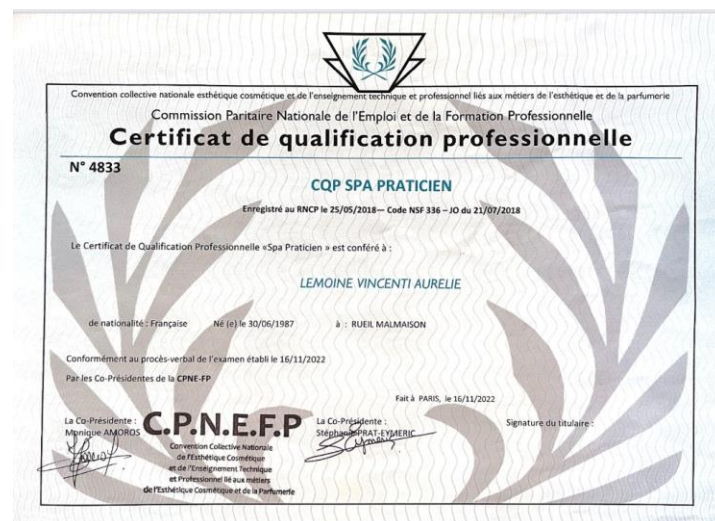 Convention collective nationale esthétique cosmétique et de l'enseignement technique et professionnel liés aux métiers de l'esthétique et de la parfumerie
Commission Paritaire Nationale de l'Emploi et de la Formation Professionnelle
Certificat de qualification professionnelle
N° 4833
CQP SPA PRATICIEN
Enregistré au RNCP le 25/05/2018— Code NSF 336 – JO du 21/07/2018
Le Certificat de Qualification Professionnelle «Spa Praticien » est conféré à :
LEMOINE VINCENTI AURELIE
de nationalité : Française Né (e) le 30/06/1987 à : RUEIL MALMAISON
Conformément au procès-verbal de l'examen établi le 16/11/2022
Par les Co-Présidentes de la CPNE-FP
Fait à PARIS, le 16/11/2022
La Co-Présidente :
Monique AMOROS
C.P.N.E.F.P
Convention Collective Nationale
de l'Esthétique Cosmétique
et de l'Enseignement Technique
et Professionnel lié aux métiers
de l'Esthétique Cosmétique et de la Parfumerie
La Co-Présidente :
Stéphanie PRAT-EYMERIC
Signature du titulaire :